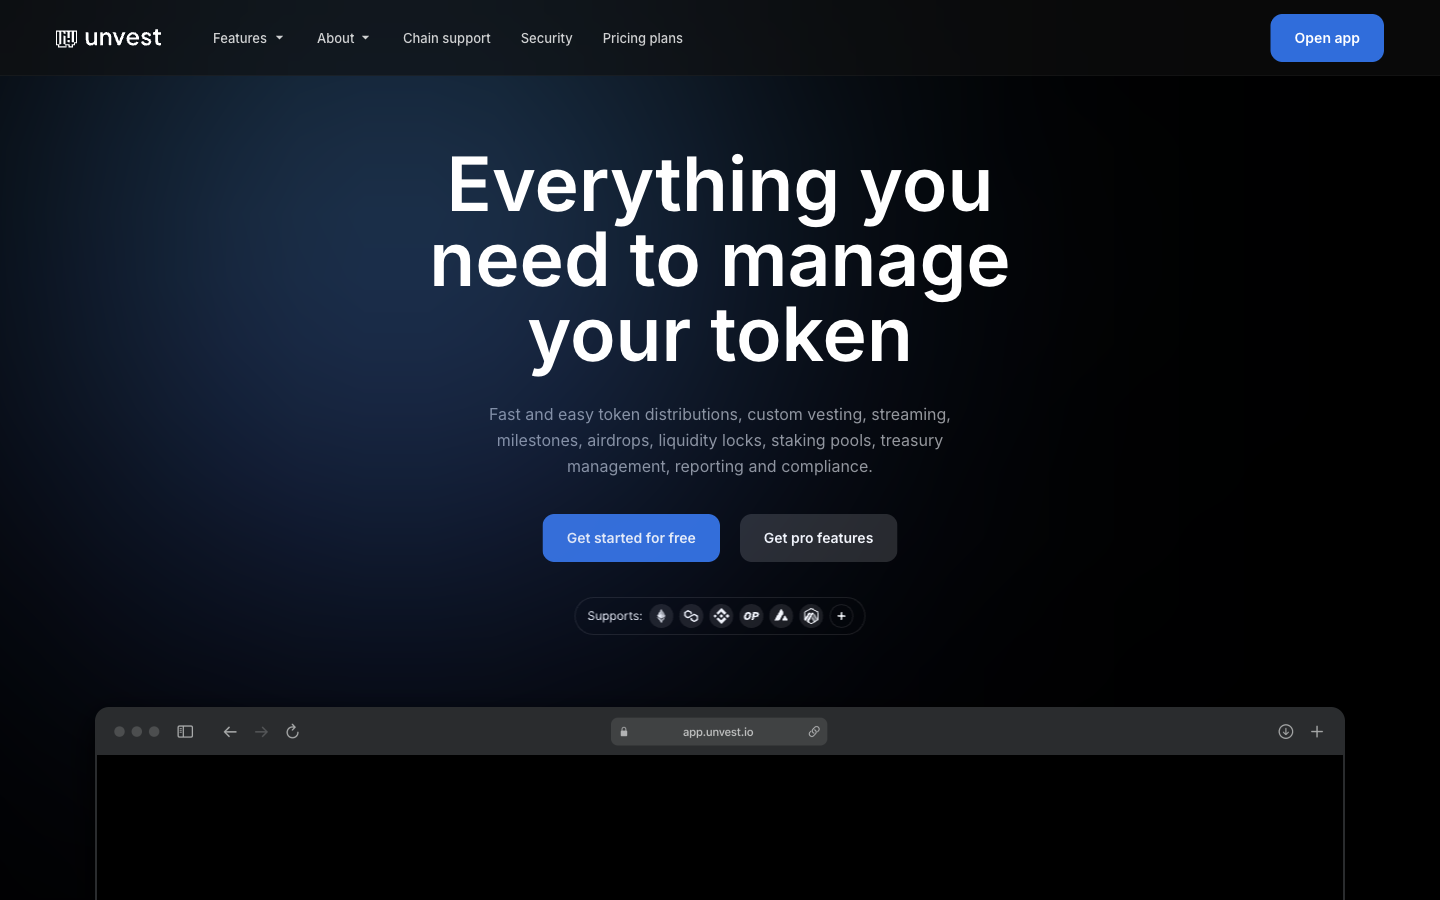 unvest
Features
About
Chain support
Security
Pricing plans
Open app
Everything you
need to manage
your token
Fast and easy token distributions, custom vesting, streaming,
milestones, airdrops, liquidity locks, staking pools, treasury
management, reporting and compliance.
Get started for free
Get pro features
Supports:
OP
+
app.unvest.io